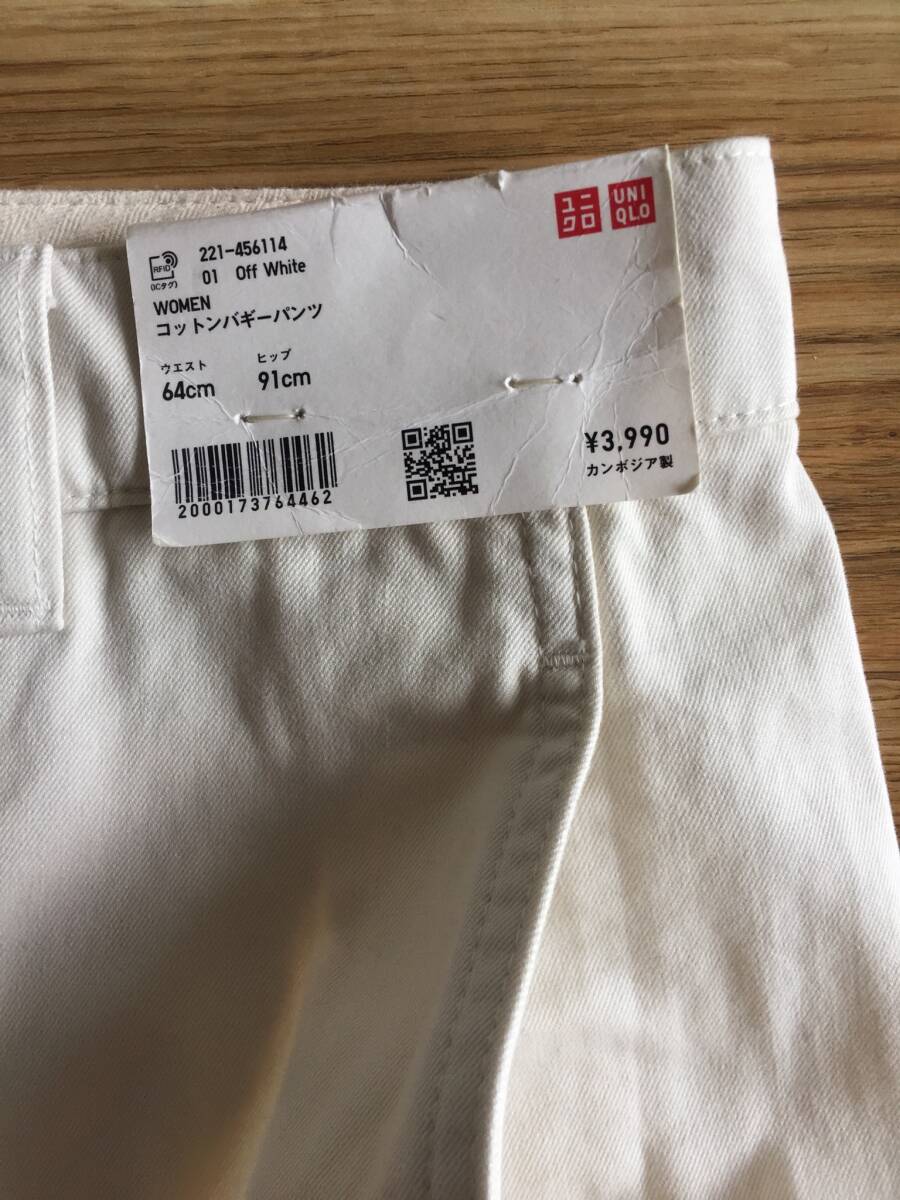 221-456114
RFID
(ICタグ)
01 Off White
WOMEN
コットンバギーパンツ
ユニクロ
UNIQLO
ウエスト
64cm
ヒップ
91cm
2000173764462
¥3,990
カンボジア製